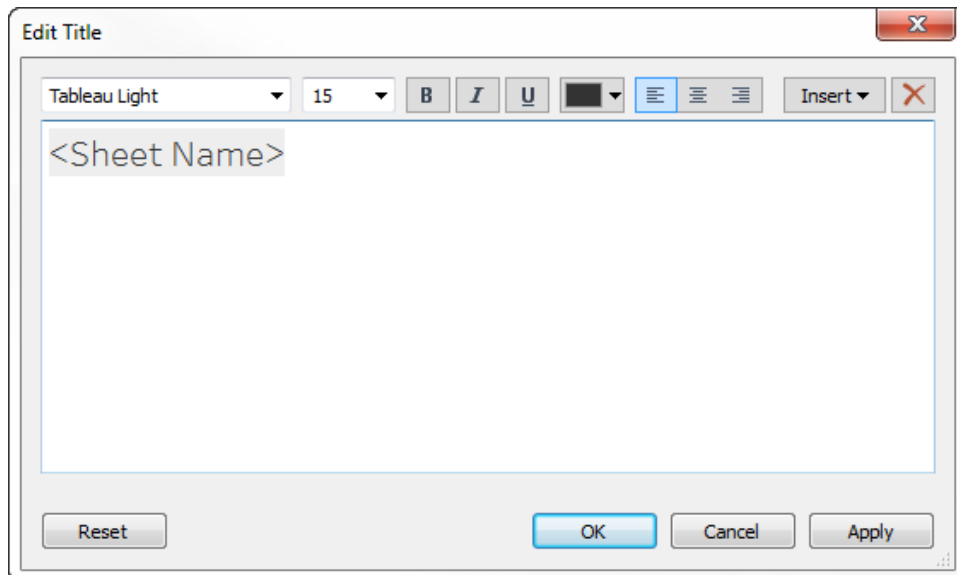 Edit Title
Tableau Light 15 B I U Insert
<Sheet Name>
Reset OK Cancel Apply